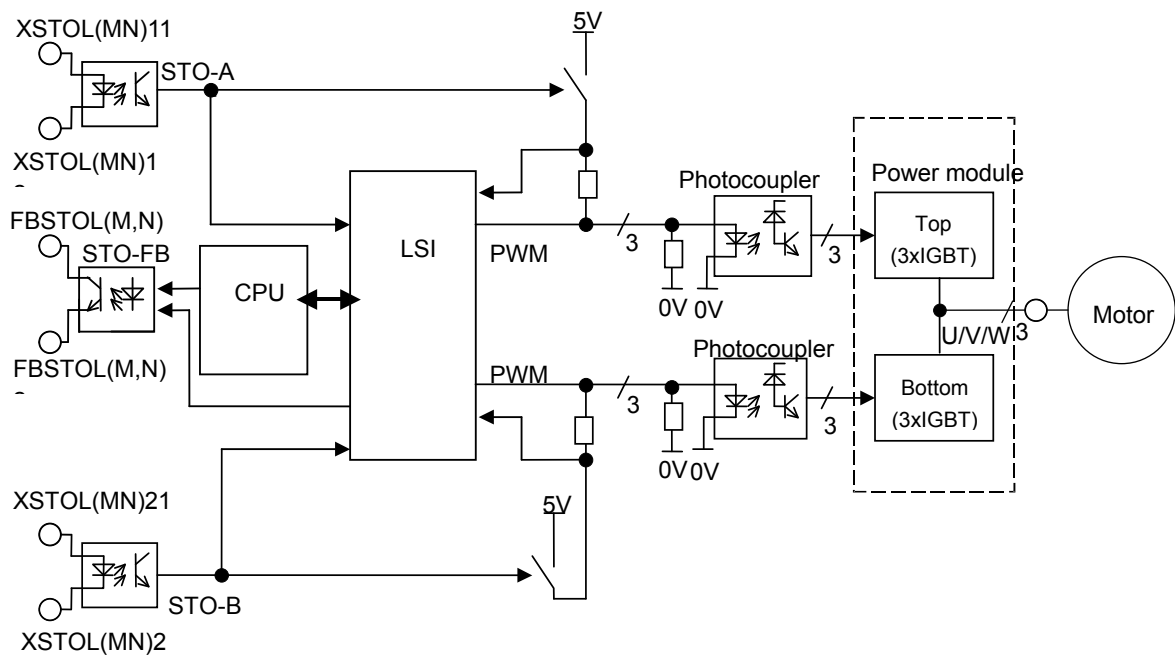 XSTOL(MN)11
STO-A
XSTOL(MN)1
5V
FBSTOL(M,N)
STO-FB
FBSTOL(M,N)
CPU
LSI
PWM
3
0V
0V
Photocoupler
3
Power module
Top
(3xIGBT)
U/V/W
3
Motor
PWM
3
0V
0V
Photocoupler
3
Bottom
(3xIGBT)
XSTOL(MN)21
5V
STO-B
XSTOL(MN)2